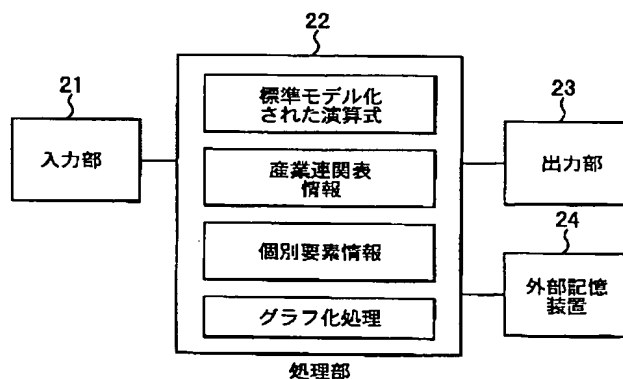 22
21
標準モデル化
された演算式
23
入力部
産業連関表
情報
出力部
24
個別要素情報
外部記憶
装置
グラフ化処理
処理部